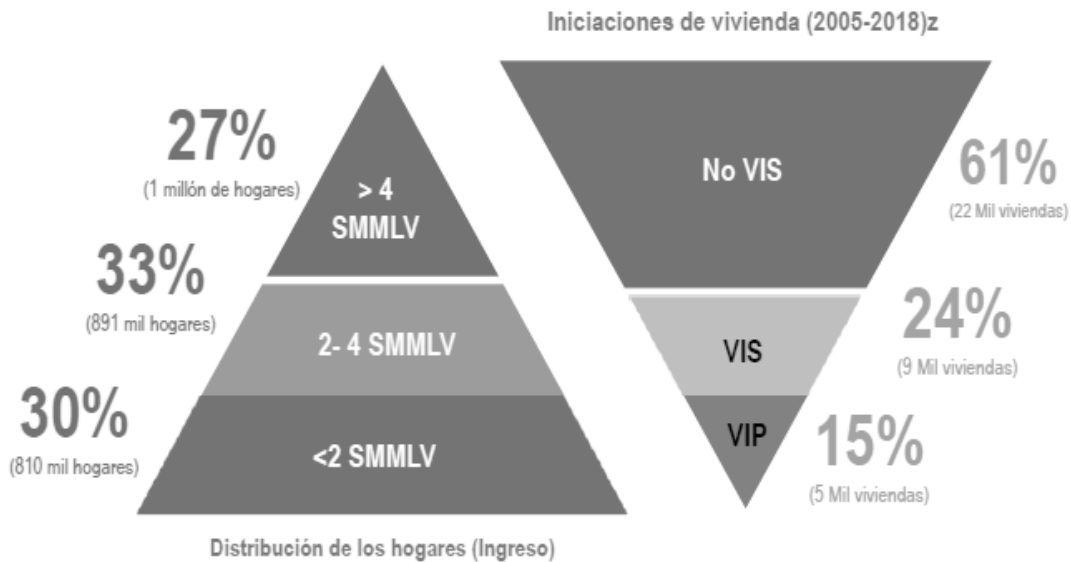 Iniciaciones de vivienda (2005-2018)z
27%
(1 millón de hogares)
> 4
SMMLV
33%
(891 mil hogares)
2- 4 SMMLV
30%
(810 mil hogares)
<2 SMMLV
Distribución de los hogares (Ingreso)
No VIS
61%
(22 Mil viviendas)
VIS
24%
(9 Mil viviendas)
VIP
15%
(5 Mil viviendas)